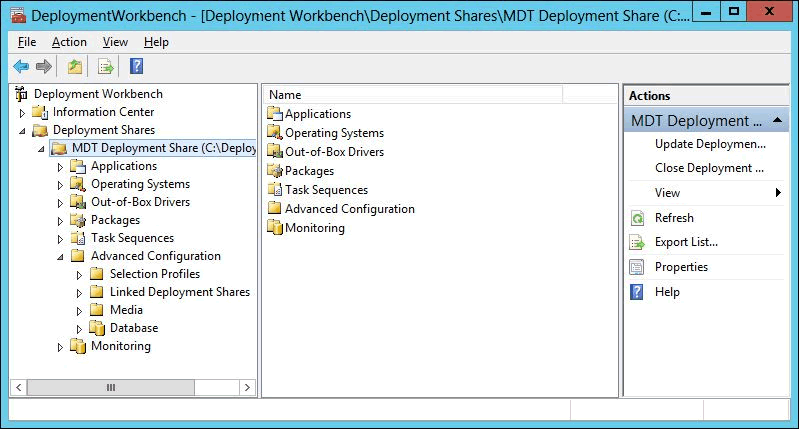 DeploymentWorkbench - [Deployment Workbench\Deployment Shares\MDT Deployment Share (C:\...
File Action View Help
Deployment Workbench
Information Center
Deployment Shares
MDT Deployment Share (C:\Deploy
Applications
Operating Systems
Out-of-Box Drivers
Packages
Task Sequences
Advanced Configuration
Selection Profiles
Linked Deployment Shares
Media
Database
Monitoring
Name
Applications
Operating Systems
Out-of-Box Drivers
Packages
Task Sequences
Advanced Configuration
Monitoring
Actions
MDT Deployment ...
Update Deploymen...
Close Deployment ...
View
Refresh
Export List...
Properties
Help